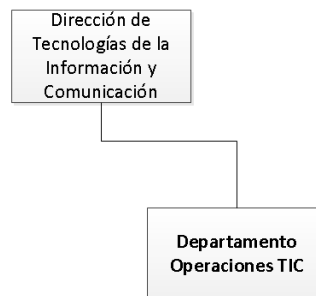 Dirección de
Tecnologías de la
Información y
Comunicación
Departamento
Operaciones TIC